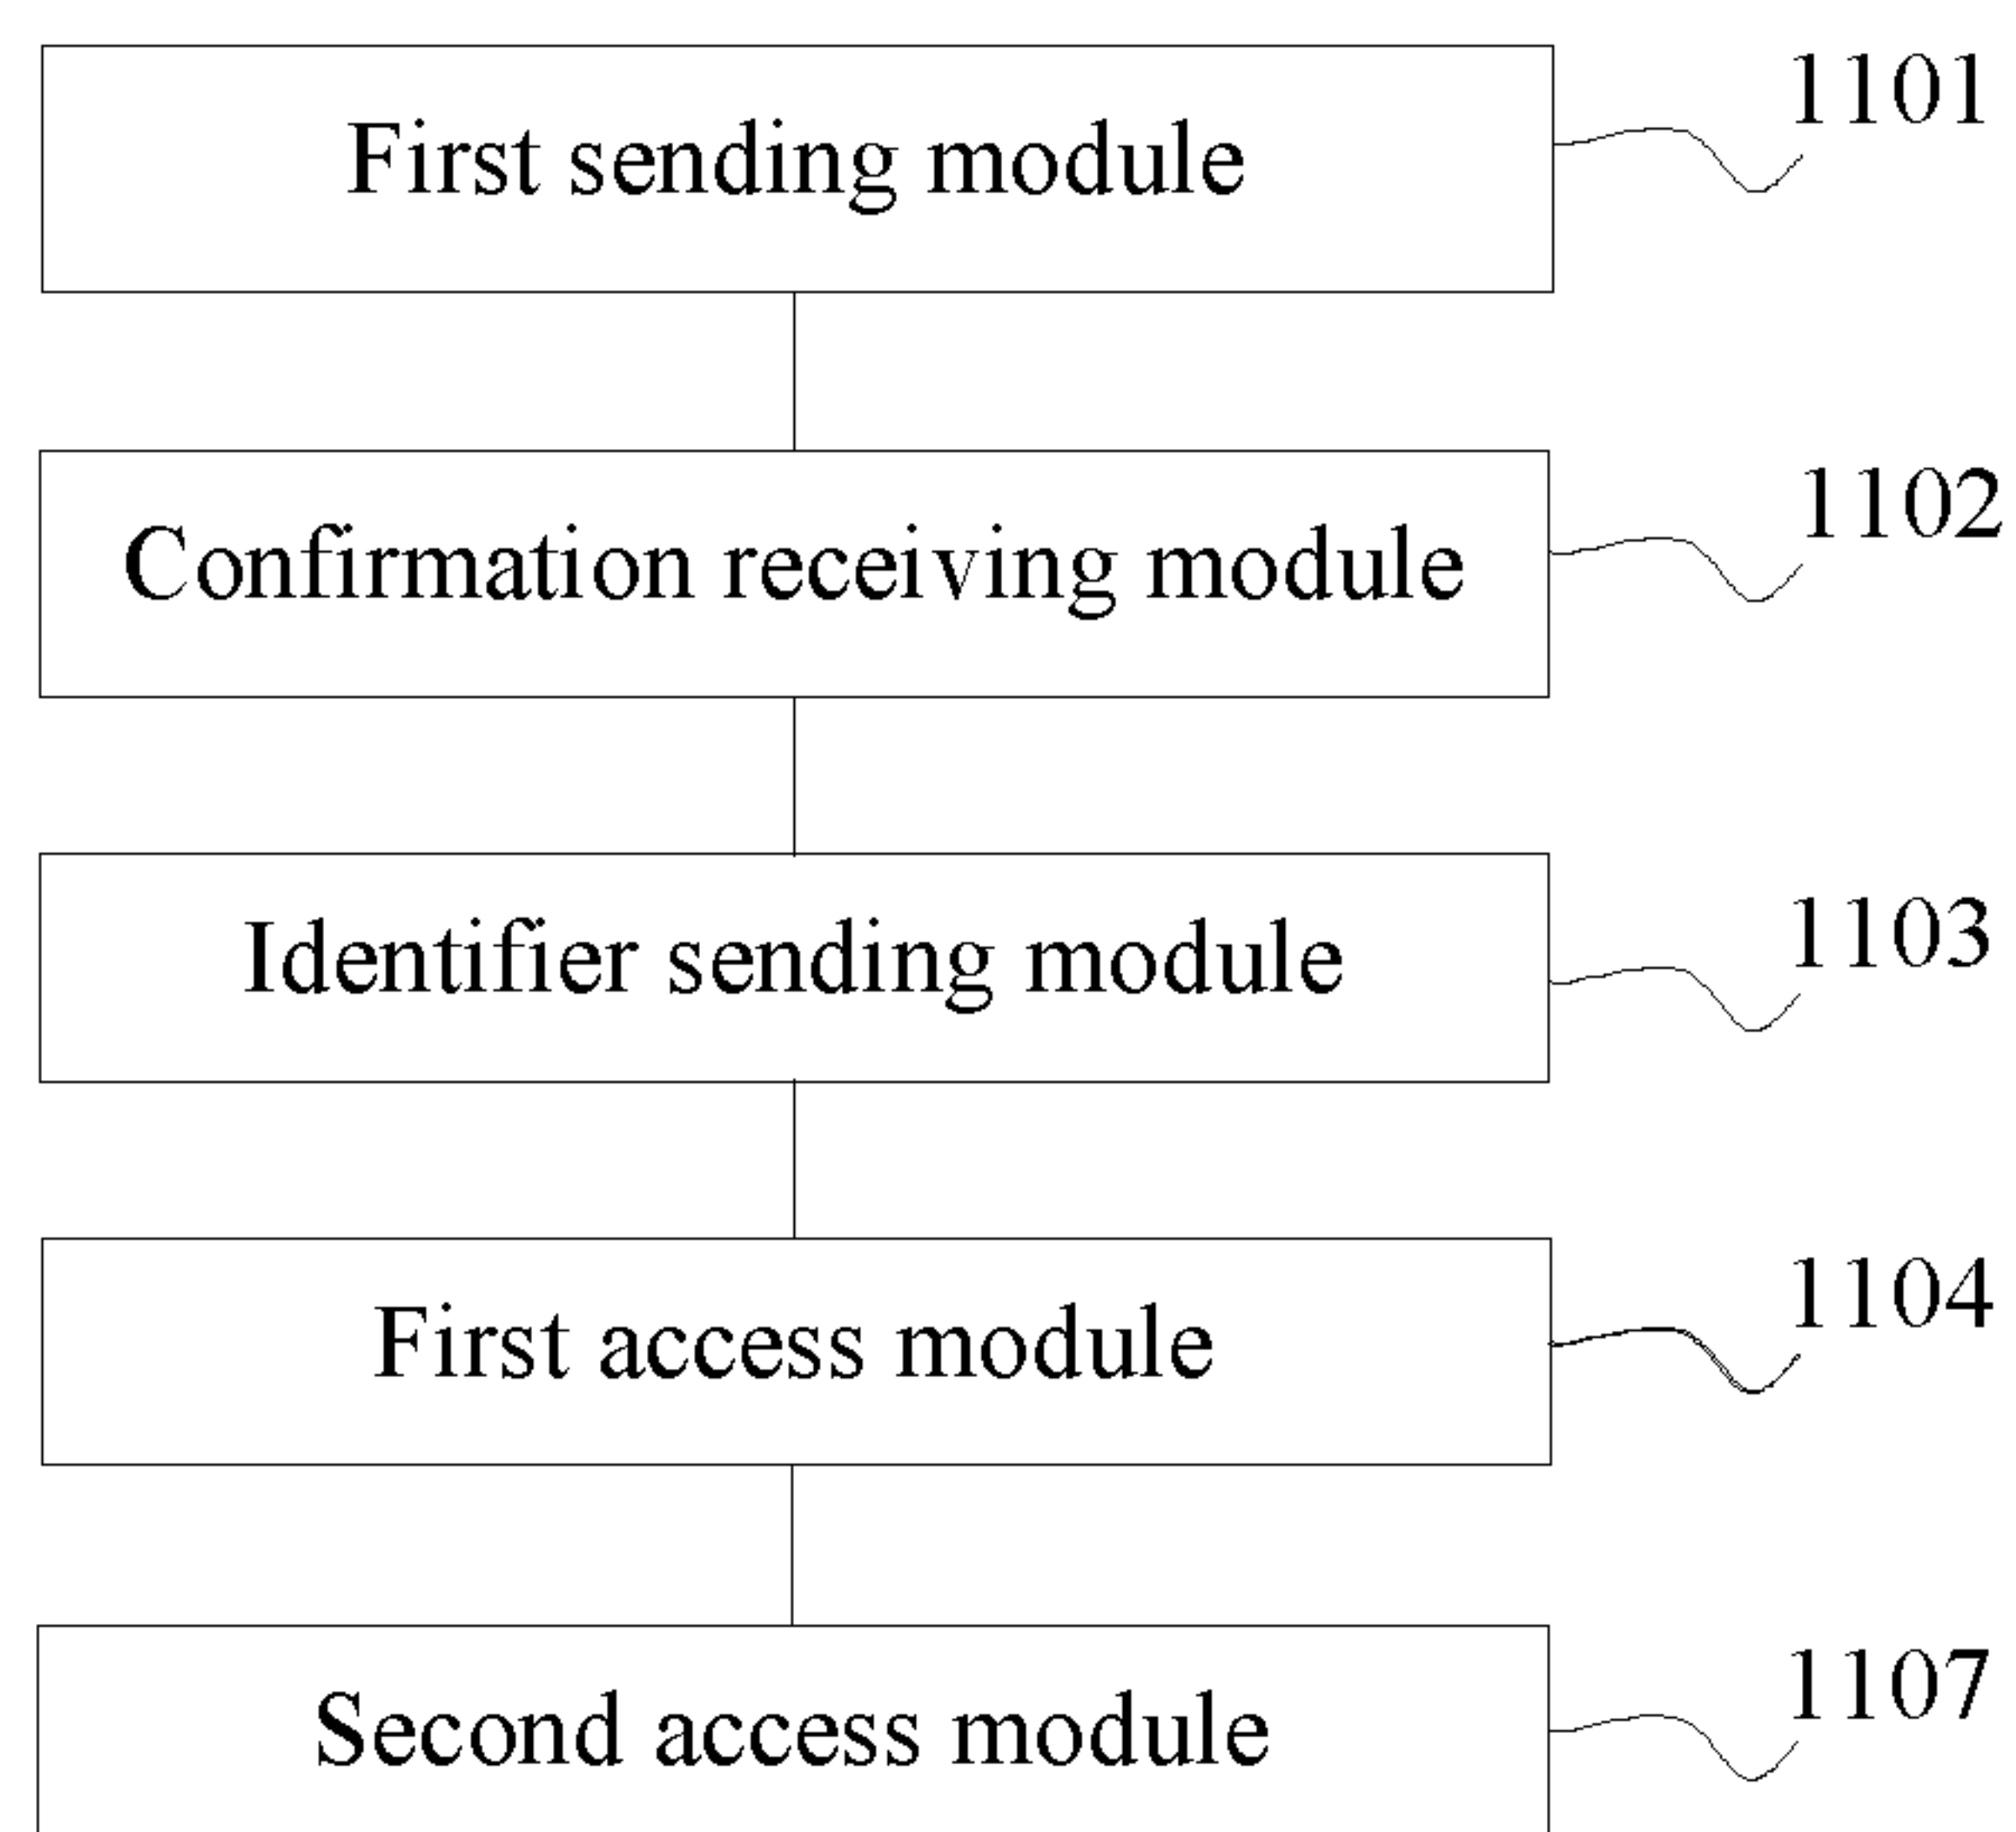 First sending module 1101
Confirmation receiving module 1102
Identifier sending module 1103
First access module 1104
Second access module 1107